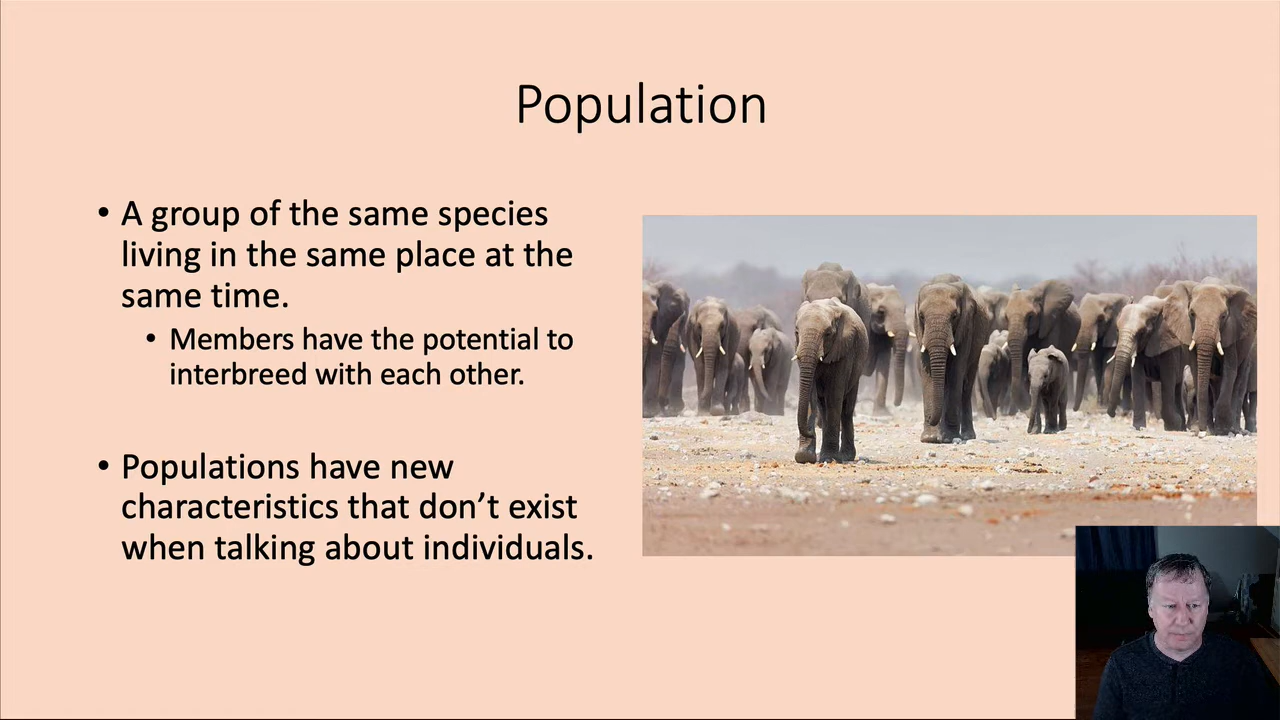 Population
• A group of the same species
living in the same place at the
same time.
• Members have the potential to
interbreed with each other.
• Populations have new
characteristics that don’t exist
when talking about individuals.